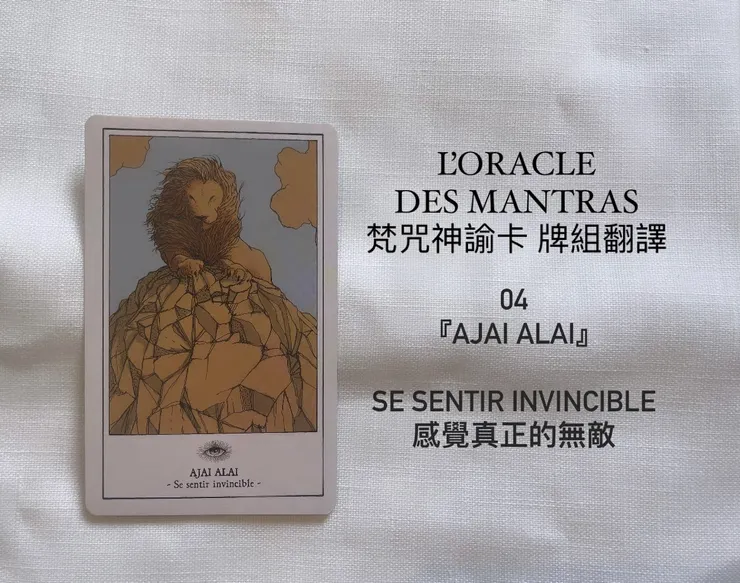 AJAI ALAI
- Se sentir invincible -
L'ORACLE
DES MANTRAS
梵咒神諭卡 牌組翻譯
04
『AJAI ALAI』
SE SENTIR INVINCIBLE
感覺真正的無敵